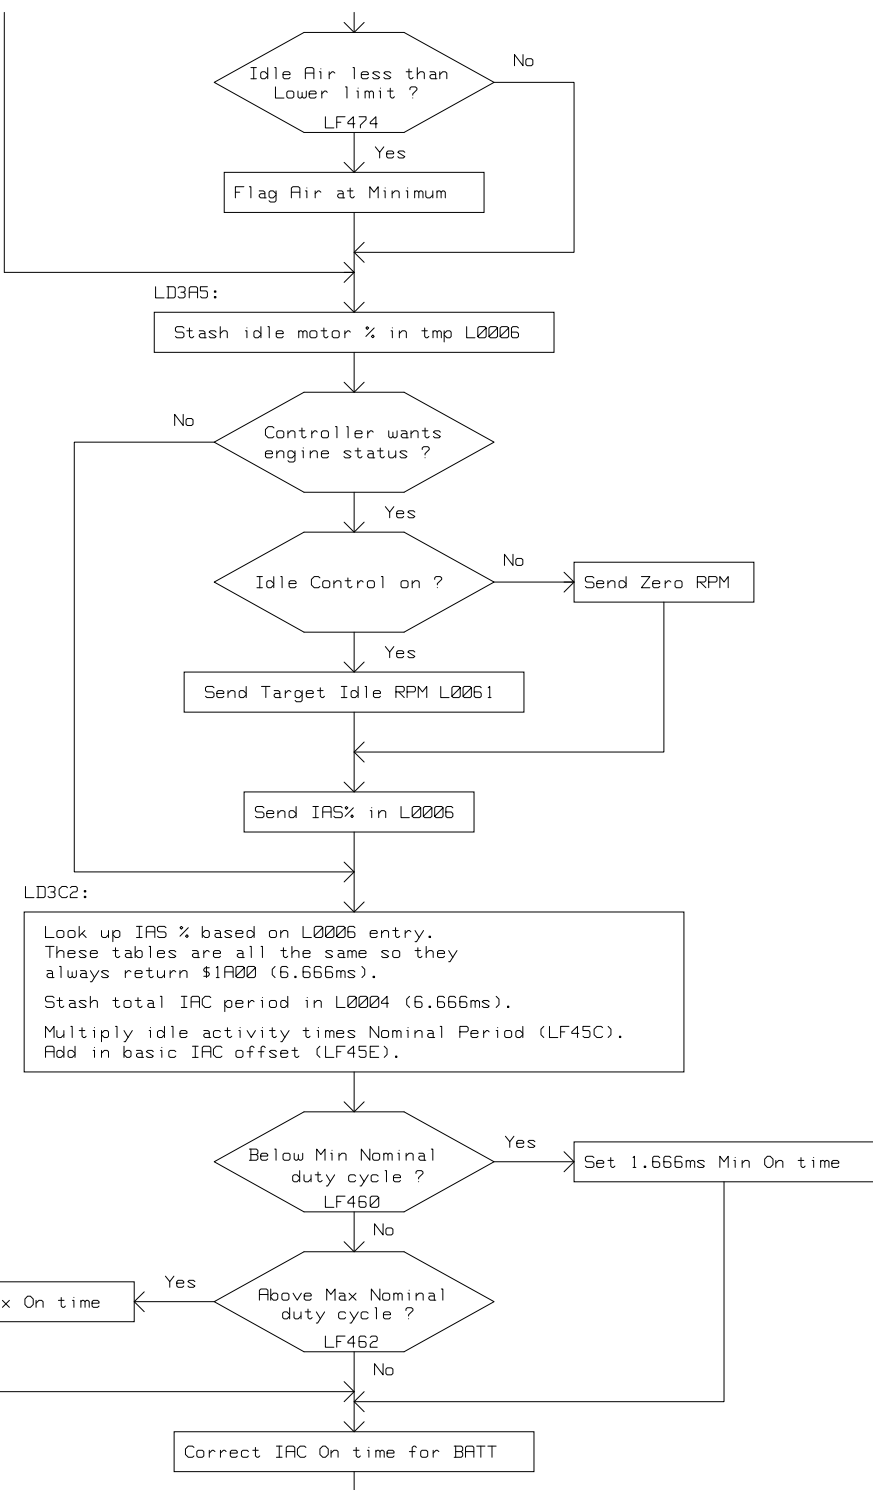 No
Idle Air less than
Lower limit ?
LF474
Yes
Flag Air at Minimum
LD3A5:
Stash idle motor % in tmp L0006
No
Controller wants
engine status ?
Yes
No
Idle Control on ?
Send Zero RPM
Yes
Send Target Idle RPM L0061
Send IAS% in L0006
LD3C2:
Look up IAS % based on L0006 entry.
These tables are all the same so they
always return $1A00 (6.666ms).
Stash total IAC period in L0004 (6.666ms).
Multiply idle activity times Nominal Period (LF45C).
Add in basic IAC offset (LF45E).
Yes
Below Min Nominal
duty cycle ?
Set 1.666ms Min On time
LF460
No
Yes
Above Max Nominal
x On time
duty cycle ?
LF462
No
Correct IAC On time for BATT